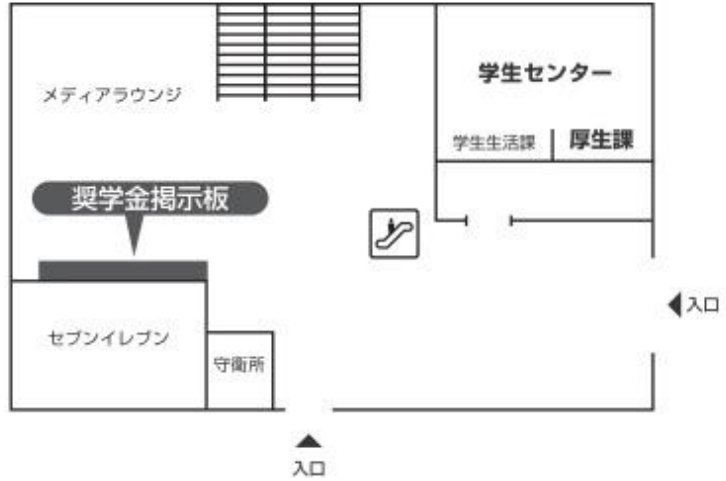 学生センター
メディアラウンジ
学生生活課
厚生課
奨学金掲示板
入口
セブンイレブン
守衛所
入口